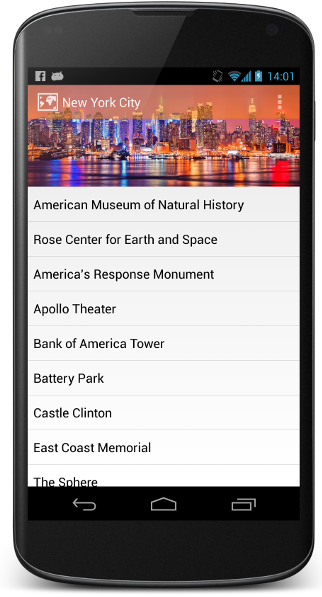 14:01
New York City
American Museum of Natural History
Rose Center for Earth and Space
America's Response Monument
Apollo Theater
Bank of America Tower
Battery Park
Castle Clinton
East Coast Memorial
The Sphere